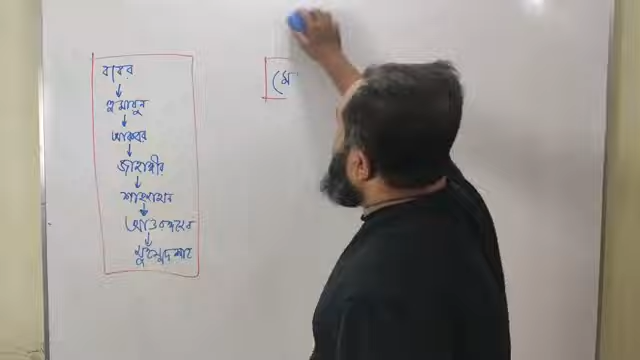 বাবর
হুমায়ুন
আকবর
জাহাঙ্গীর
শাহজাহান
আওরঙ্গজেব